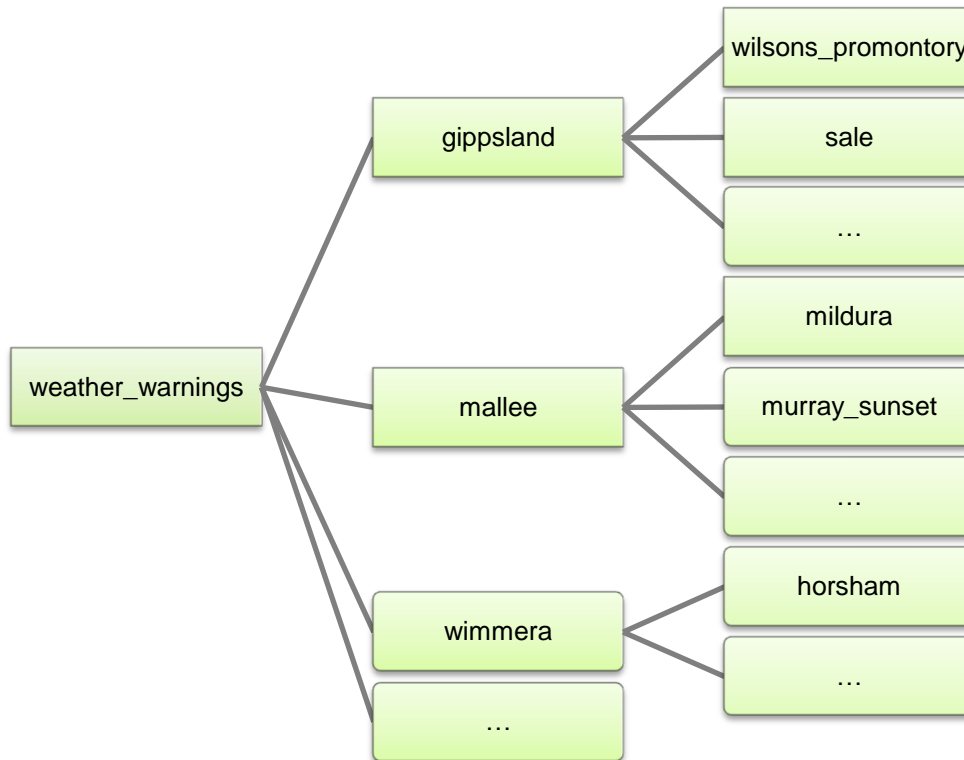 wilsons_promontory
gippsland
sale
…
mildura
weather_warnings
mallee
murray_sunset
…
horsham
wimmera
…
…